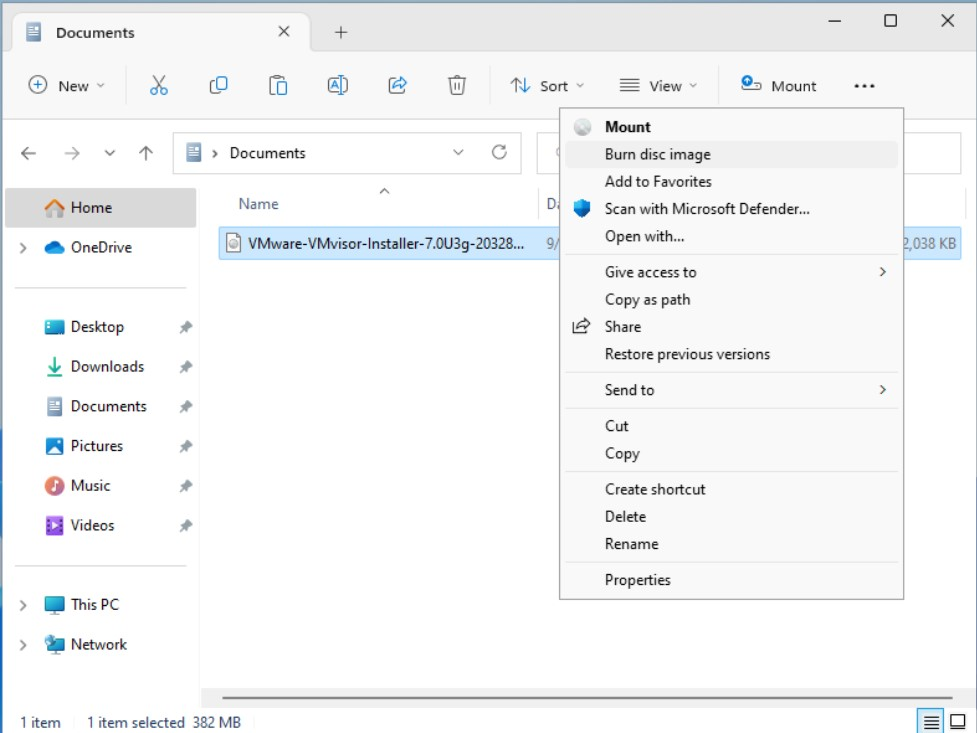 Documents
New
Sort
View
Mount
Documents
Home
OneDrive
Desktop
Downloads
Documents
Pictures
Music
Videos
This PC
Network
Name
VMware-VMvisor-Installer-7.0U3g-20328...
9/
2,038 KB
Mount
Burn disc image
Add to Favorites
Scan with Microsoft Defender...
Open with...
Give access to
Copy as path
Share
Restore previous versions
Send to
Cut
Copy
Create shortcut
Delete
Rename
Properties
1 item 1 item selected 382 MB